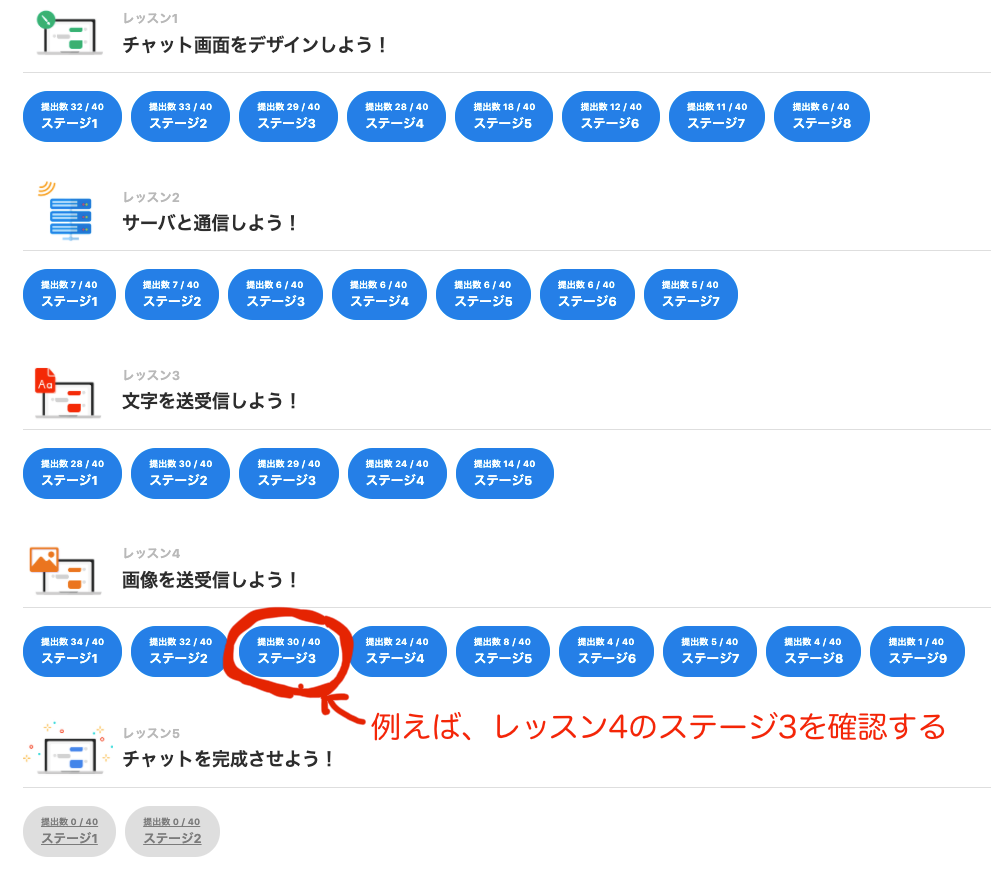 レッスン1
チャット画面をデザインしよう！
提出数 32 / 40
ステージ1
提出数 33 / 40
ステージ2
提出数 29 / 40
ステージ3
提出数 28 / 40
ステージ4
提出数 18 / 40
ステージ5
提出数 12 / 40
ステージ6
提出数 11 / 40
ステージ7
提出数 6 / 40
ステージ8
レッスン2
サーバと通信しよう！
提出数 7 / 40
ステージ1
提出数 7 / 40
ステージ2
提出数 6 / 40
ステージ3
提出数 6 / 40
ステージ4
提出数 6 / 40
ステージ5
提出数 6 / 40
ステージ6
提出数 5 / 40
ステージ7
Aa
レッスン3
文字を送受信しよう！
提出数 28 / 40
ステージ1
提出数 30 / 40
ステージ2
提出数 29 / 40
ステージ3
提出数 24 / 40
ステージ4
提出数 14 / 40
ステージ5
レッスン4
画像を送受信しよう！
提出数 34 / 40
ステージ1
提出数 32 / 40
ステージ2
提出数 30 / 40
ステージ3
提出数 24 / 40
ステージ4
提出数 8 / 40
ステージ5
提出数 4 / 40
ステージ6
提出数 5 / 40
ステージ7
提出数 4 / 40
ステージ8
提出数 1 / 40
ステージ9
例えば、レッスン4のステージ3を確認する
レッスン5
チャットを完成させよう！
提出数 0 / 40
ステージ1
提出数 0 / 40
ステージ2